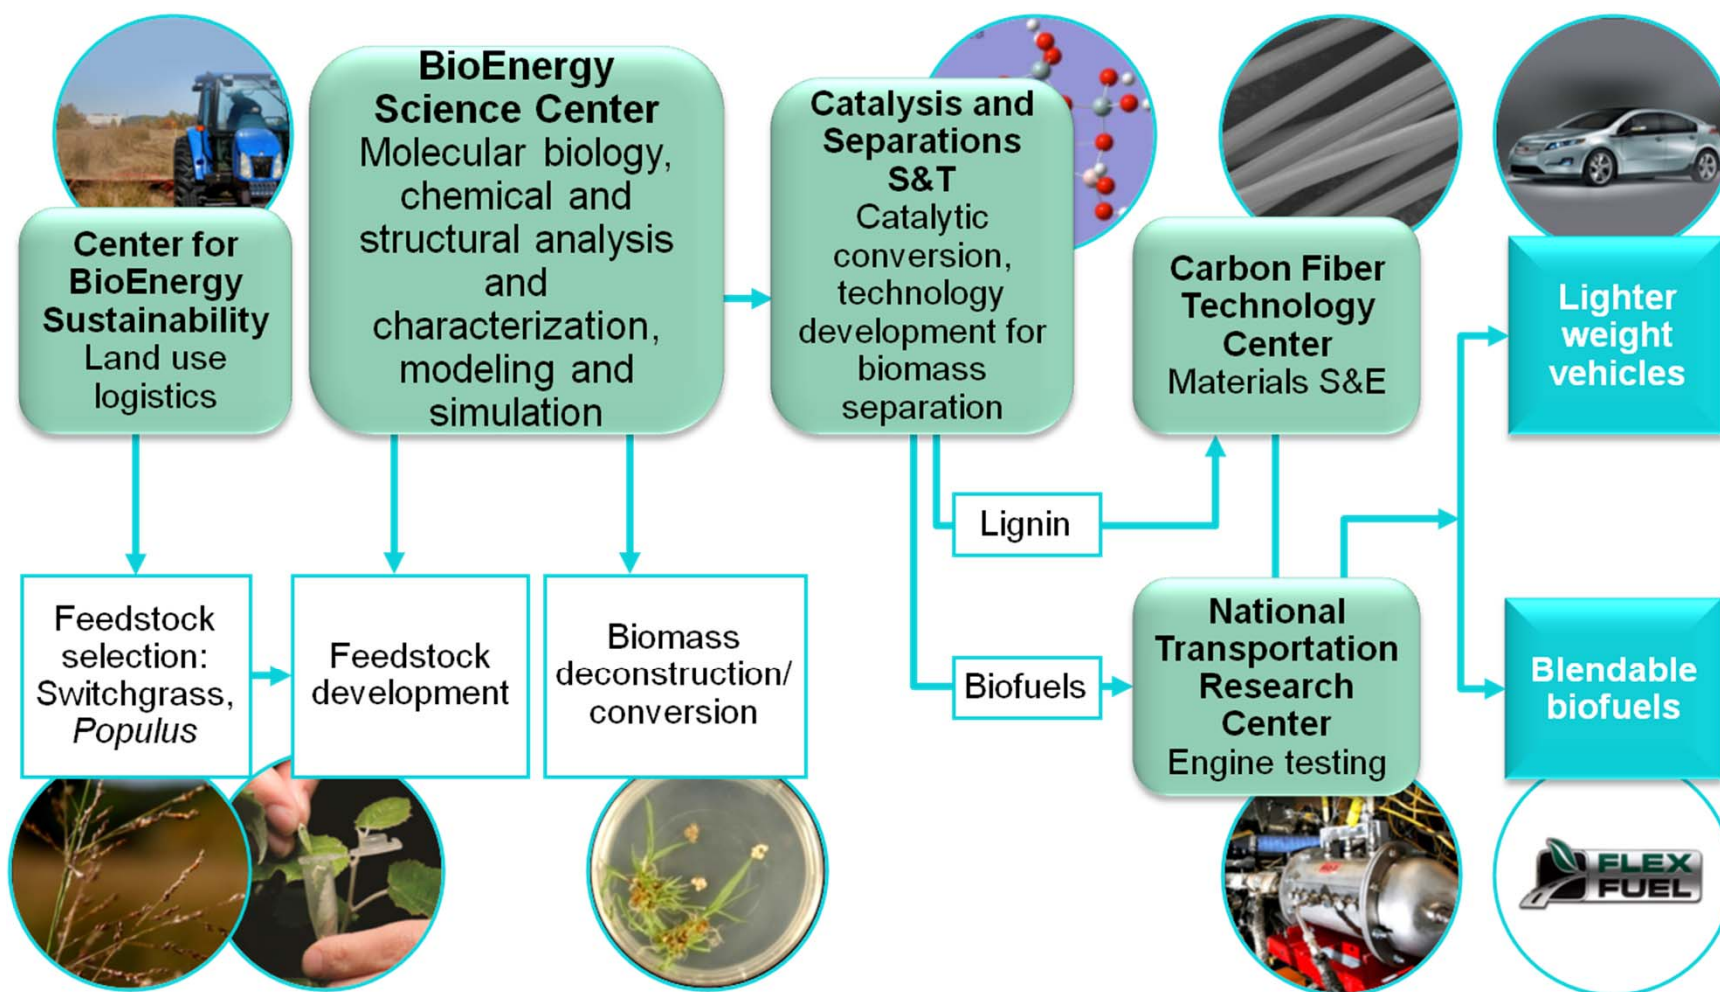 Center for
BioEnergy
Sustainability
Land use
logistics
BioEnergy
Science Center
Molecular biology,
chemical and
structural analysis
and
characterization,
modeling and
simulation
Catalysis and
Separations
S&T
Catalytic
conversion,
technology
development for
biomass
separation
Carbon Fiber
Technology
Center
Materials S&E
Lighter
weight
vehicles
Lignin
Feedstock
selection:
Switchgrass,
Populus
Feedstock
development
Biomass
deconstruction/
conversion
Biofuels
National
Transportation
Research
Center
Engine testing
Blendable
biofuels
FLEX
FUEL